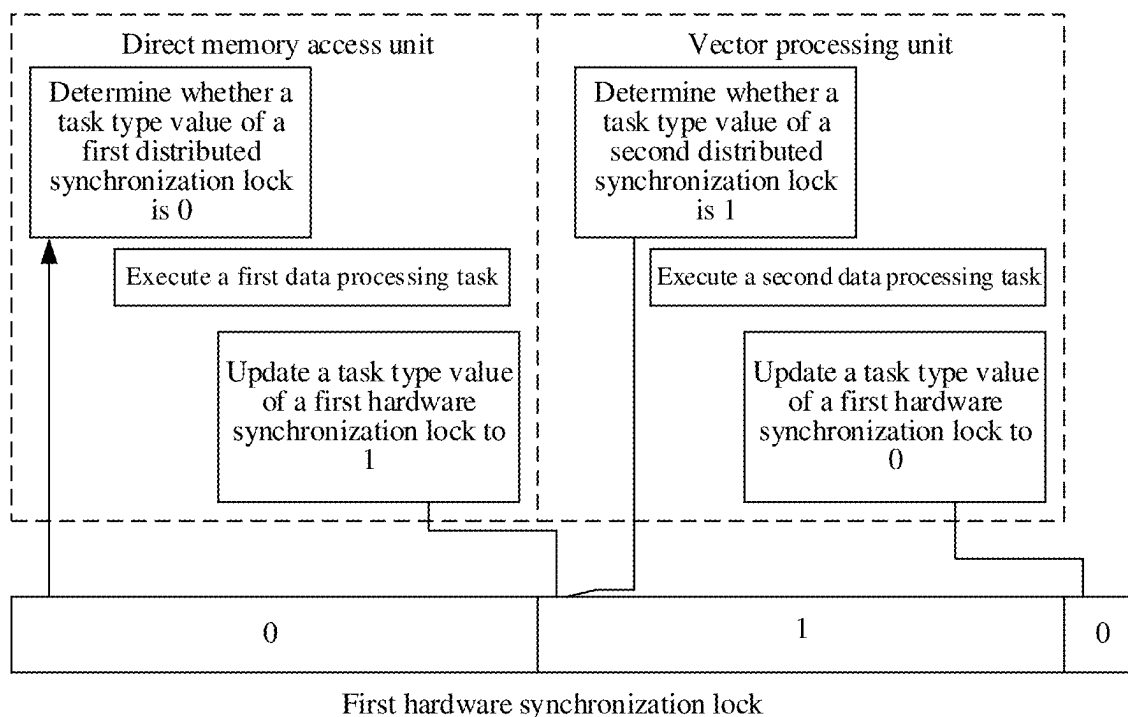 Direct memory access unit
Determine whether a
task type value of a
first distributed
synchronization lock
is 0
Execute a first data processing task
Update a task type value
of a first hardware
synchronization lock to
1
Vector processing unit
Determine whether a
task type value of a
second distributed
synchronization lock
is 1
Execute a second data processing task
Update a task type value
of a first hardware
synchronization lock to
0
0
1
0
First hardware synchronization lock